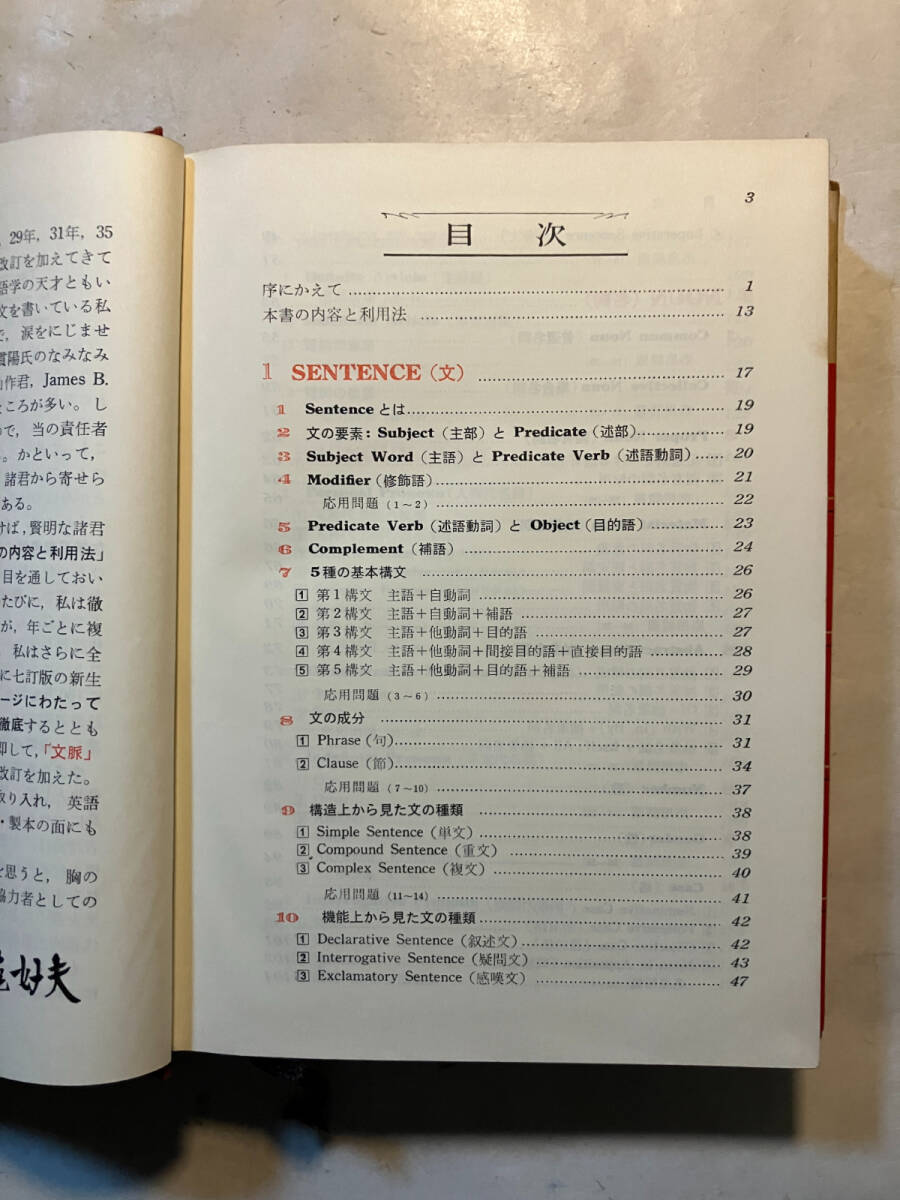 29年，31年，35
改訂を加えてきて
語学の天才ともい
文を書いている私
で，涙をにじませ
貫陽氏のなみなみ
作君，James B.
ころが多い。し
ので，当の責任者
。かといって，
諸君から寄せら
である。
けば，賢明な諸君
の内容と利用法」
目を通しておい
たびに，私は徹
が，年ごとに複
，私はさらに全
に七訂版の新生
ージにわたって
徹底するととも
即して，「文脈」
改訂を加えた。
取り入れ，英語
・製本の面にも
を思うと，胸の
協力者としての
好夫
3
目 次
序にかえて 1
本書の内容と利用法 13
1 SENTENCE（文） 17
1 Sentence とは 19
2 文の要素：Subject（主部）と Predicate（述部） 19
3 Subject Word（主語）と Predicate Verb（述語動詞） 20
4 Modifier（修飾語） 21
応用問題（1～2） 22
5 Predicate Verb（述語動詞）と Object（目的語） 23
6 Complement（補語） 24
7 5種の基本構文 26
1 第1構文 主語＋自動詞 26
2 第2構文 主語＋自動詞＋補語 27
3 第3構文 主語＋他動詞＋目的語 27
4 第4構文 主語＋他動詞＋間接目的語＋直接目的語 28
5 第5構文 主語＋他動詞＋目的語＋補語 29
応用問題（3～6） 30
8 文の成分 31
1 Phrase（句） 31
2 Clause（節） 34
応用問題（7～10） 37
9 構造上から見た文の種類 38
1 Simple Sentence（単文） 38
2 Compound Sentence（重文） 39
3 Complex Sentence（複文） 40
応用問題（11～14） 41
10 機能上から見た文の種類 42
1 Declarative Sentence（叙述文） 42
2 Interrogative Sentence（疑問文） 43
3 Exclamatory Sentence（感嘆文） 47